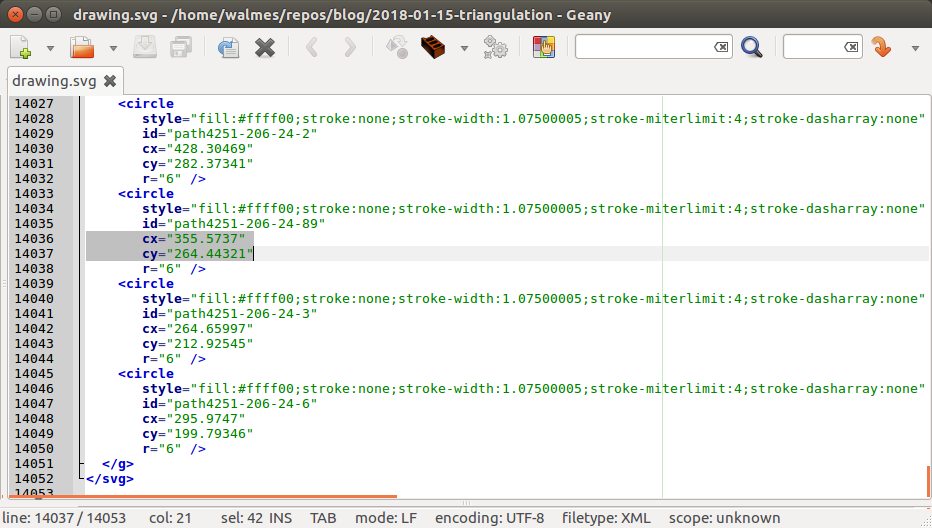 drawing.svg - /home/walmes/repos/blog/2018-01-15-triangulation - Geany
drawing.svg
14027 <circle
14028 style="fill:#ffff00;stroke:none;stroke-width:1.07500005;stroke-miterlimit:4;stroke-dasharray:none"
14029 id="path4251-206-24-2"
14030 cx="428.30469"
14031 cy="282.37341"
14032 r="6" />
14033 <circle
14034 style="fill:#ffff00;stroke:none;stroke-width:1.07500005;stroke-miterlimit:4;stroke-dasharray:none"
14035 id="path4251-206-24-89"
14036 cx="355.5737"
14037 cy="264.44321"
14038 r="6" />
14039 <circle
14040 style="fill:#ffff00;stroke:none;stroke-width:1.07500005;stroke-miterlimit:4;stroke-dasharray:none"
14041 id="path4251-206-24-3"
14042 cx="264.65997"
14043 cy="212.92545"
14044 r="6" />
14045 <circle
14046 style="fill:#ffff00;stroke:none;stroke-width:1.07500005;stroke-miterlimit:4;stroke-dasharray:none"
14047 id="path4251-206-24-6"
14048 cx="295.9747"
14049 cy="199.79346"
14050 r="6" />
14051 </g>
14052 </svg>
14053
line: 14037 / 14053 col: 21 sel: 42 INS TAB mode: LF encoding: UTF-8 filetype: XML scope: unknown